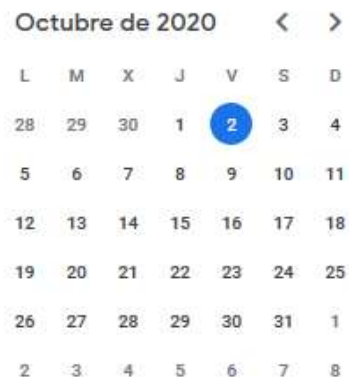 Octubre de 2020 < >
L M X J V S D
28 29 30 1 2 3 4
5 6 7 8 9 10 11
12 13 14 15 16 17 18
19 20 21 22 23 24 25
26 27 28 29 30 31 1
2 3 4 5 6 7 8